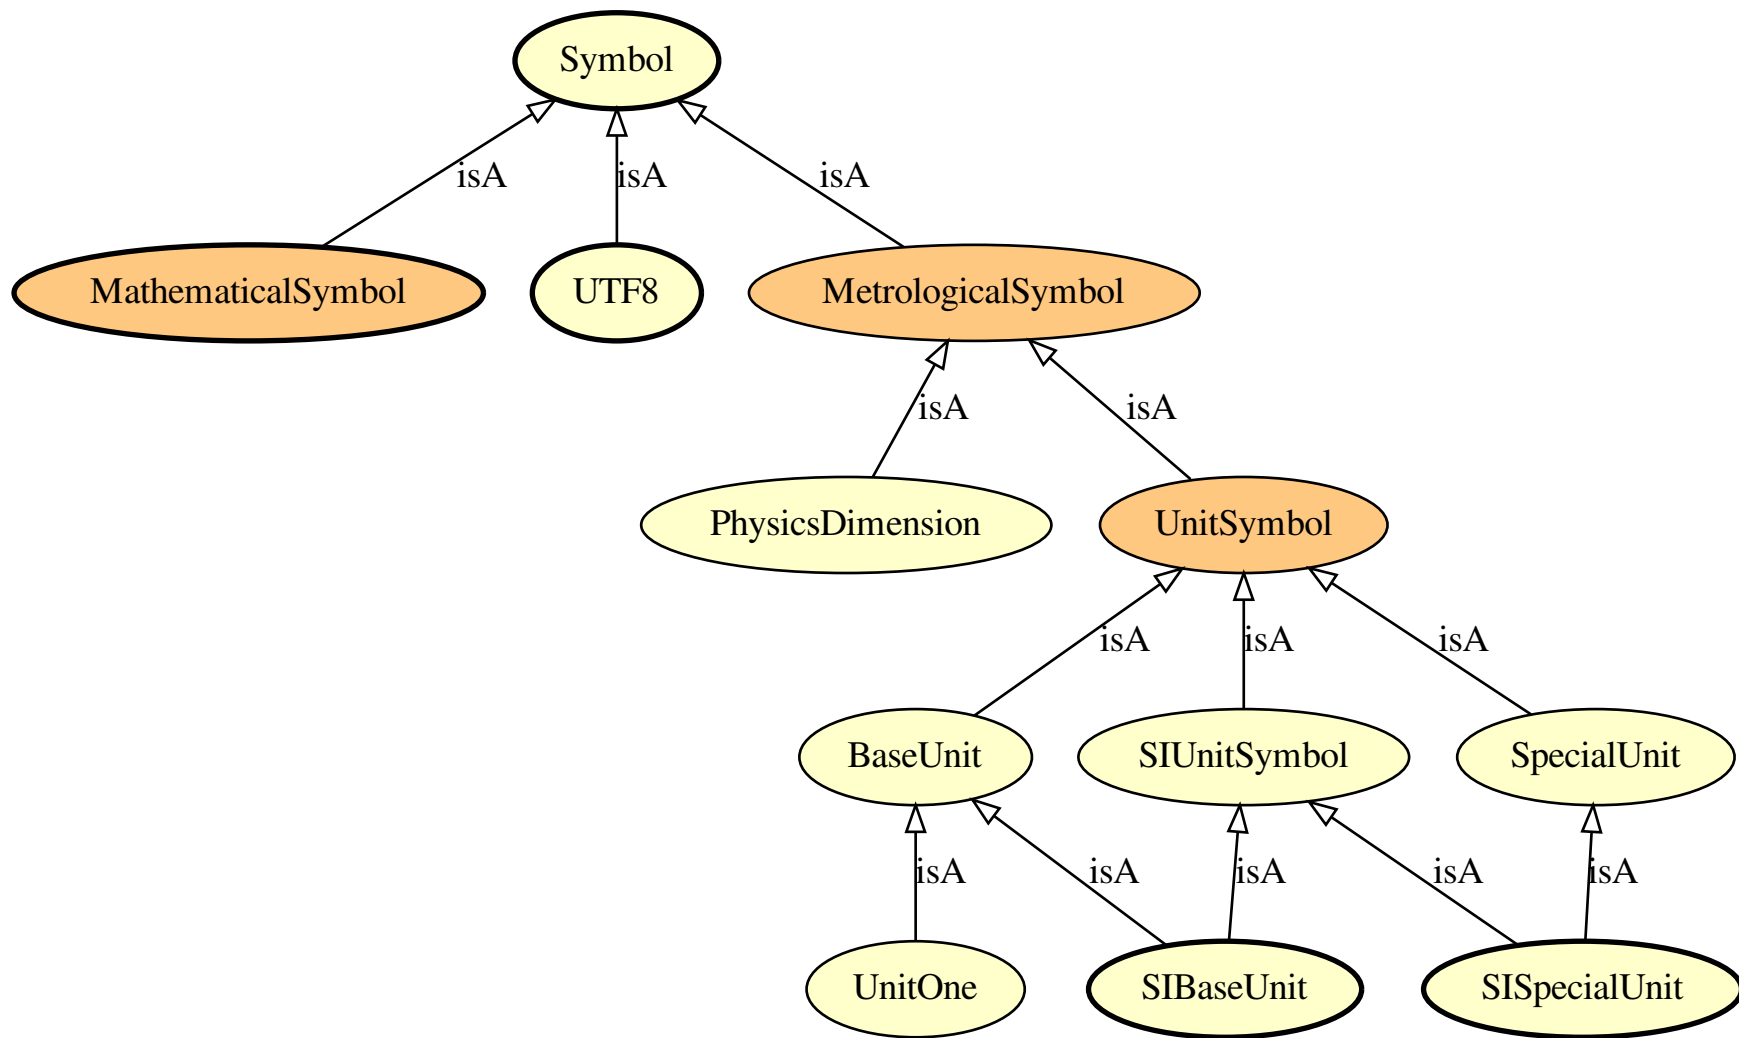 Symbol
isA isA isA
MathematicalSymbol UTF8 MetrologicalSymbol
isA isA
PhysicsDimension UnitSymbol
isA isA isA
BaseUnit SIUnitSymbol SpecialUnit
isA isA isA isA isA
UnitOne SIBaseUnit SISpecialUnit